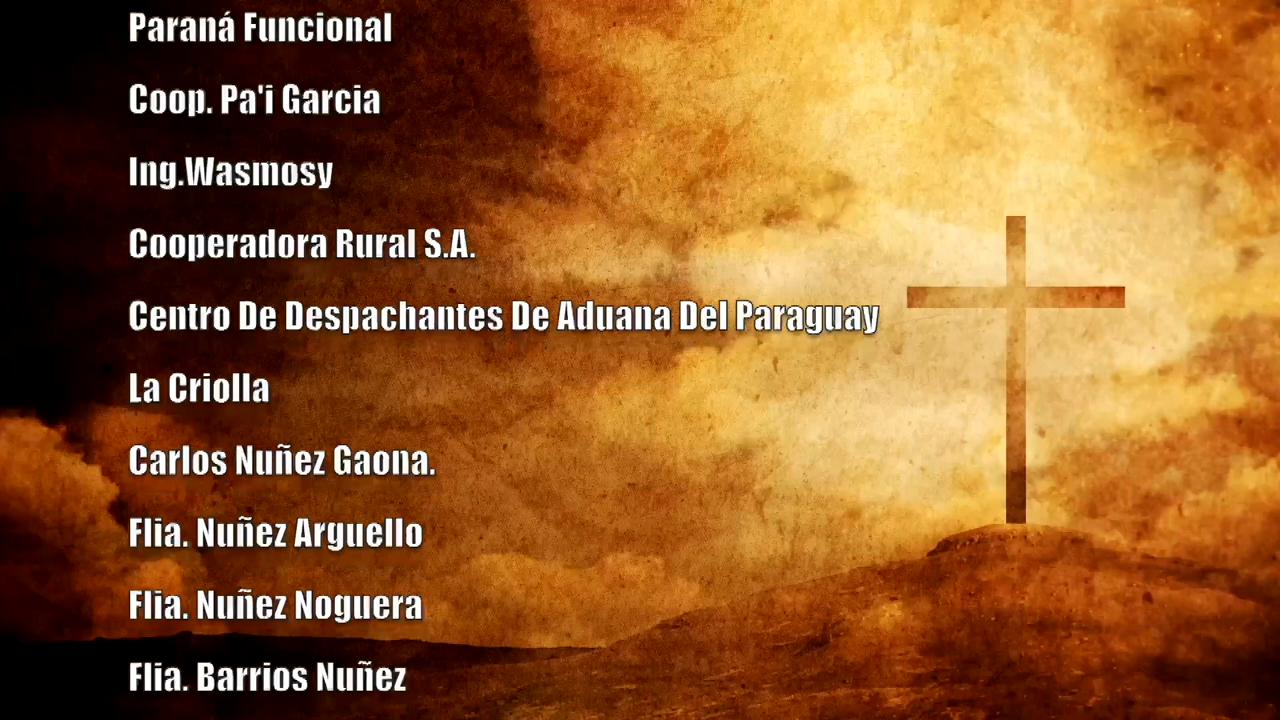 Paraná Funcional
Coop. Pa'i Garcia
Ing.Wasmosy
Cooperadora Rural S.A.
Centro De Despachantes De Aduana Del Paraguay
La Criolla
Carlos Nuñez Gaona.
Flia. Nuñez Arguello
Flia. Nuñez Noguera
Flia. Barrios Nuñez